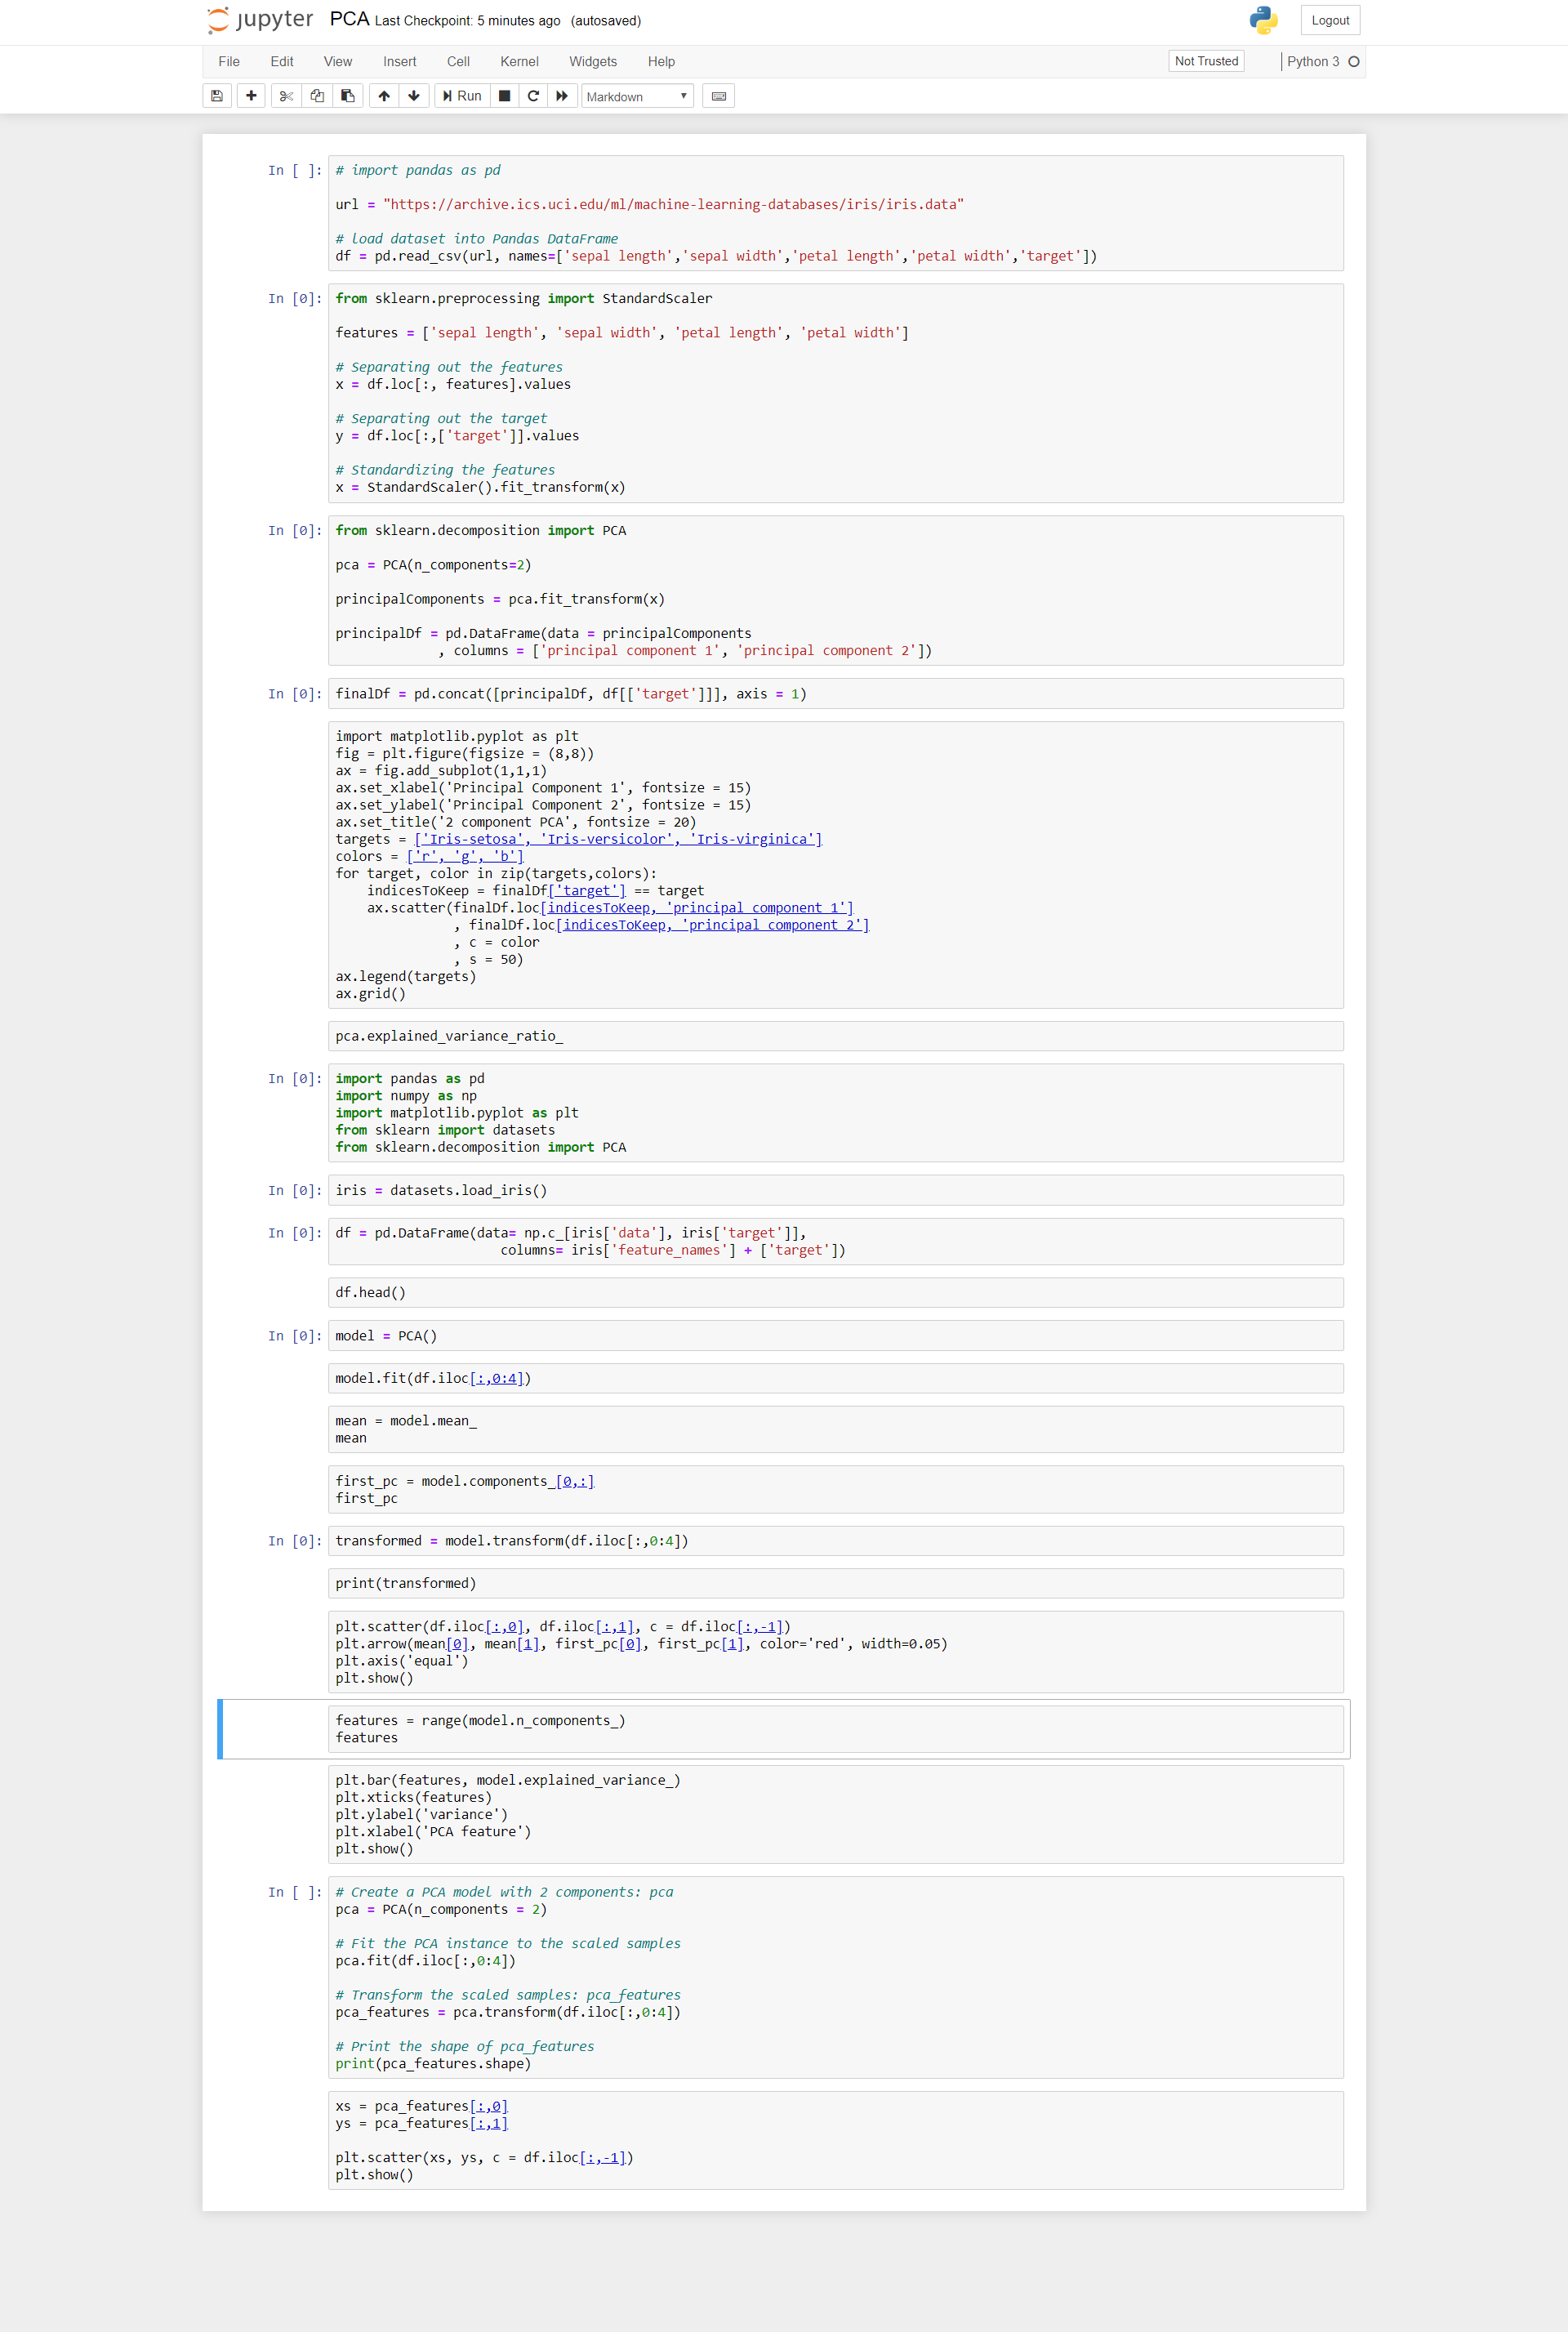 jupyter PCA Last Checkpoint: 5 minutes ago (autosaved) Logout
File Edit View Insert Cell Kernel Widgets Help Not Trusted Python 3
Run Markdown
In [ ]: # import pandas as pd
url = "https://archive.ics.uci.edu/ml/machine-learning-databases/iris/iris.data"
# load dataset into Pandas DataFrame
df = pd.read_csv(url, names=['sepal length','sepal width','petal length','petal width','target'])
In [0]: from sklearn.preprocessing import StandardScaler
features = ['sepal length', 'sepal width', 'petal length', 'petal width']
# Separating out the features
x = df.loc[:, features].values
# Separating out the target
y = df.loc[:,['target']].values
# Standardizing the features
x = StandardScaler().fit_transform(x)
In [0]: from sklearn.decomposition import PCA
pca = PCA(n_components=2)
principalComponents = pca.fit_transform(x)
principalDf = pd.DataFrame(data = principalComponents
             , columns = ['principal component 1', 'principal component 2'])
In [0]: finalDf = pd.concat([principalDf, df[['target']]], axis = 1)
import matplotlib.pyplot as plt
fig = plt.figure(figsize = (8,8))
ax = fig.add_subplot(1,1,1)
ax.set_xlabel('Principal Component 1', fontsize = 15)
ax.set_ylabel('Principal Component 2', fontsize = 15)
ax.set_title('2 component PCA', fontsize = 20)
targets = ['Iris-setosa', 'Iris-versicolor', 'Iris-virginica']
colors = ['r', 'g', 'b']
for target, color in zip(targets,colors):
    indicesToKeep = finalDf['target'] == target
    ax.scatter(finalDf.loc[indicesToKeep, 'principal component 1']
               , finalDf.loc[indicesToKeep, 'principal component 2']
               , c = color
               , s = 50)
ax.legend(targets)
ax.grid()
pca.explained_variance_ratio_
In [0]: import pandas as pd
import numpy as np
import matplotlib.pyplot as plt
from sklearn import datasets
from sklearn.decomposition import PCA
In [0]: iris = datasets.load_iris()
In [0]: df = pd.DataFrame(data= np.c_[iris['data'], iris['target']],
                     columns= iris['feature_names'] + ['target'])
df.head()
In [0]: model = PCA()
model.fit(df.iloc[:,0:4])
mean = model.mean_
mean
first_pc = model.components_[0,:]
first_pc
In [0]: transformed = model.transform(df.iloc[:,0:4])
print(transformed)
plt.scatter(df.iloc[:,0], df.iloc[:,1], c = df.iloc[:,-1])
plt.arrow(mean[0], mean[1], first_pc[0], first_pc[1], color='red', width=0.05)
plt.axis('equal')
plt.show()
features = range(model.n_components_)
features
plt.bar(features, model.explained_variance_)
plt.xticks(features)
plt.ylabel('variance')
plt.xlabel('PCA feature')
plt.show()
In [ ]: # Create a PCA model with 2 components: pca
pca = PCA(n_components = 2)
# Fit the PCA instance to the scaled samples
pca.fit(df.iloc[:,0:4])
# Transform the scaled samples: pca_features
pca_features = pca.transform(df.iloc[:,0:4])
# Print the shape of pca_features
print(pca_features.shape)
xs = pca_features[:,0]
ys = pca_features[:,1]
plt.scatter(xs, ys, c = df.iloc[:,-1])
plt.show()